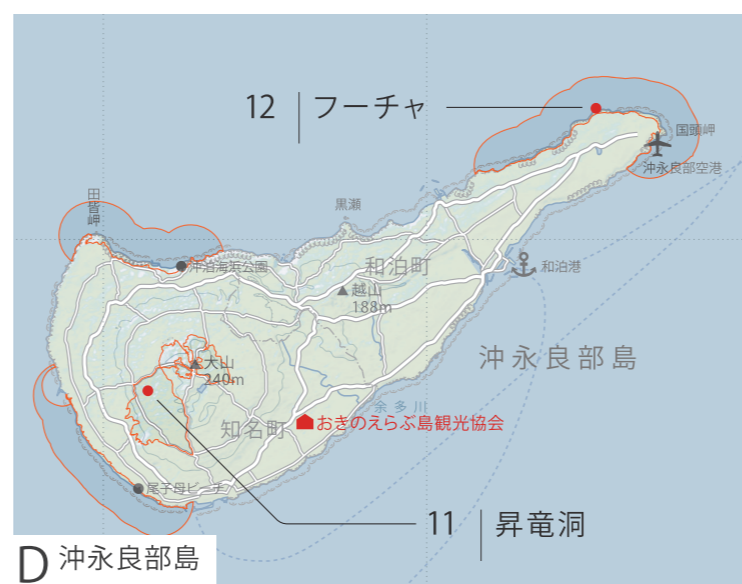 12 フーチャ
国頭岬
沖永良部空港
田皆岬
黒瀬
沖泊海浜公園
和泊町
和泊港
越山
188m
沖永良部島
大山
240m
余多川
知名町
おきのえらぶ島観光協会
尾子母ビーチ
11 昇竜洞
D 沖永良部島